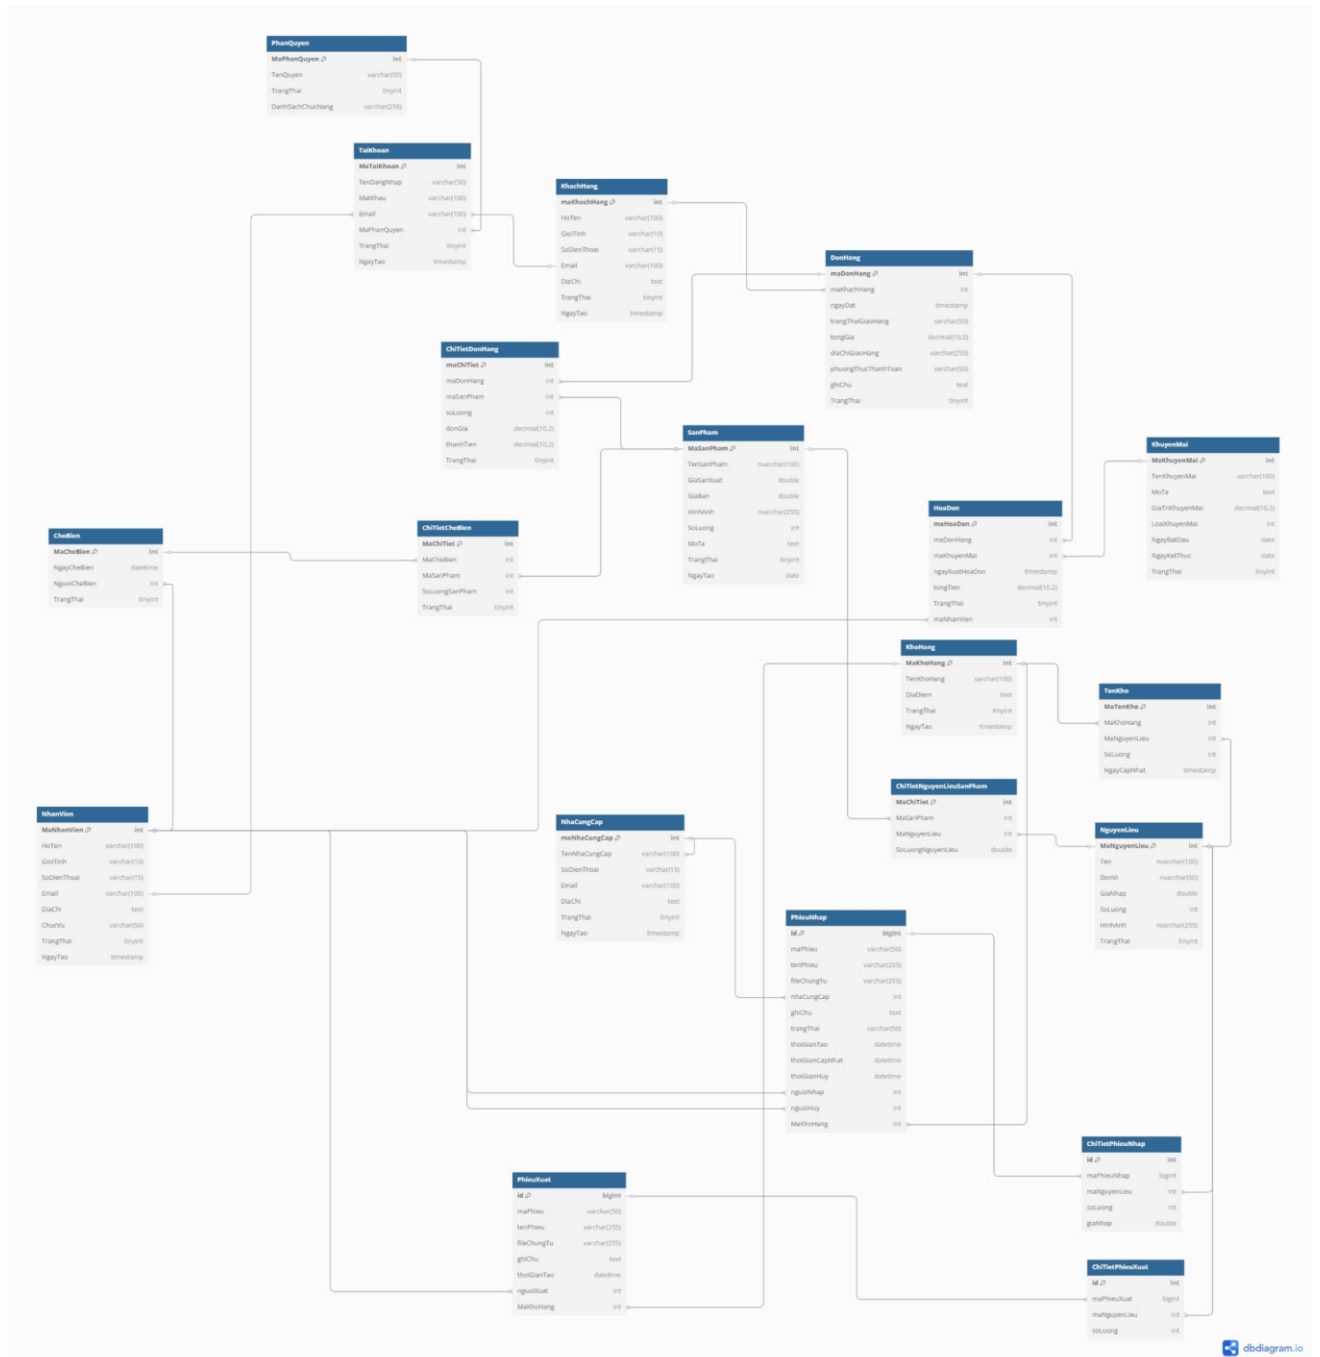 PhanQuyen
MaPhanQuyen int
TenQuyen varchar(50)
TrangThai tinyint
DanhSachChucNang varchar(256)
TaiKhoan
MaTaiKhoan int
TenDangNhap varchar(50)
MatKhau varchar(100)
Email varchar(100)
MaPhanQuyen int
TrangThai tinyint
NgayTao timestamp
KhachHang
maKhachHang int
HoTen varchar(100)
GioiTinh varchar(10)
SoDienThoai varchar(15)
Email varchar(100)
DiaChi text
TrangThai tinyint
NgayTao timestamp
DonHang
maDonHang int
maKhachHang int
ngayDat timestamp
trangThaiGiaoHang varchar(50)
tongGia decimal(10,2)
diaChiGiaoHang varchar(255)
phuongThucThanhToan varchar(50)
ghiChu text
TrangThai tinyint
ChiTietDonHang
maChiTiet int
maDonHang int
maSanPham int
soLuong int
donGia decimal(10,2)
thanhTien decimal(10,2)
TrangThai tinyint
SanPham
MaSanPham int
TenSanPham nvarchar(100)
GiaSanXuat double
GiaBan double
HinhAnh nvarchar(255)
SoLuong int
MoTa text
TrangThai tinyint
NgayTao date
KhuyenMai
MaKhuyenMai int
TenKhuyenMai varchar(100)
MoTa text
GiaTriKhuyenMai decimal(10,2)
LoaiKhuyenMai int
NgayBatDau date
NgayKetThuc date
TrangThai tinyint
HoaDon
maHoaDon int
maDonHang int
maKhuyenMai int
ngayXuatHoaDon timestamp
tongTien decimal(10,2)
TrangThai tinyint
maNhanVien int
CheBien
MaCheBien int
NgayCheBien datetime
NguoiCheBien int
TrangThai tinyint
ChiTietCheBien
MaChiTiet int
MaCheBien int
MaSanPham int
SoLuongSanPham int
TrangThai tinyint
KhoHang
MaKhoHang int
TenKhoHang varchar(100)
DiaDiem text
TrangThai tinyint
NgayTao timestamp
TonKho
MaTonKho int
MaKhoHang int
MaNguyenLieu int
SoLuong int
NgayCapNhat timestamp
ChiTietNguyenLieuSanPham
MaChiTiet int
MaSanPham int
MaNguyenLieu int
SoLuongNguyenLieu double
NhanVien
MaNhanVien int
HoTen varchar(100)
GioiTinh varchar(10)
SoDienThoai varchar(15)
Email varchar(100)
DiaChi text
ChucVu varchar(50)
TrangThai tinyint
NgayTao timestamp
NhaCungCap
maNhaCungCap int
TenNhaCungCap varchar(100)
SoDienThoai varchar(15)
Email varchar(100)
DiaChi text
TrangThai tinyint
NgayTao timestamp
NguyenLieu
MaNguyenLieu int
Ten nvarchar(100)
DonVi nvarchar(50)
GiaNhap double
SoLuong int
HinhAnh nvarchar(255)
TrangThai tinyint
PhieuNhap
id bigint
maPhieu varchar(50)
tenPhieu varchar(255)
fileChungTu varchar(255)
nhaCungCap int
ghiChu text
trangThai varchar(50)
thoiGianTao datetime
thoiGianCapNhat datetime
thoiGianHuy datetime
nguoiNhap int
nguoiHuy int
MaKhoHang int
ChiTietPhieuNhap
id int
maPhieuNhap bigint
maNguyenLieu int
soLuong int
giaNhap double
PhieuXuat
id bigint
maPhieu varchar(50)
tenPhieu varchar(255)
fileChungTu varchar(255)
ghiChu text
thoiGianTao datetime
nguoiXuat int
MaKhoHang int
ChiTietPhieuXuat
id int
maPhieuXuat bigint
maNguyenLieu int
soLuong int
dbdiagram.io